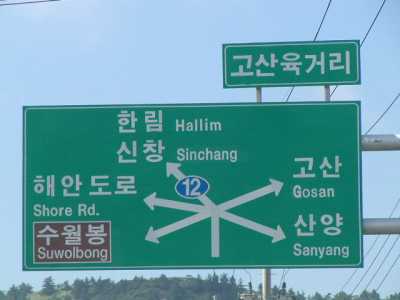 고산육거리
한림 Hallim
신창 Sinchang
해안도로
Shore Rd.
수월봉
Suwolbong
12
고산
Gosan
산양
Sanyang